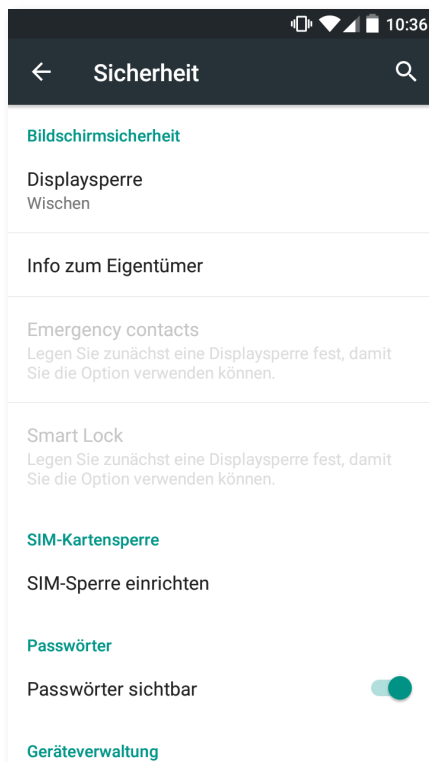 10:36
Sicherheit
Bildschirmsicherheit
Displaysperre
Wischen
Info zum Eigentümer
Emergency contacts
Legen Sie zunächst eine Displaysperre fest, damit
Sie die Option verwenden können.
Smart Lock
Legen Sie zunächst eine Displaysperre fest, damit
Sie die Option verwenden können.
SIM-Kartensperre
SIM-Sperre einrichten
Passwörter
Passwörter sichtbar
Geräteverwaltung